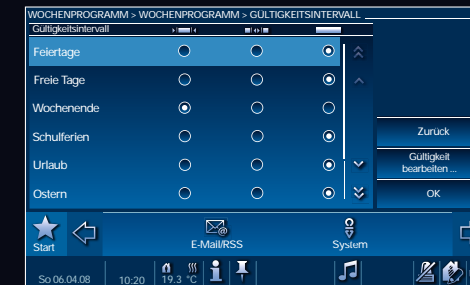 WOCHENPROGRAMM > WOCHENPROGRAMM > GÜLTIGKEITSINTERVALL
Gültigkeitsintervall
Feiertage
Freie Tage
Wochenende
Schulferien
Urlaub
Ostern
Zurück
Gültigkeit
bearbeiten ...
OK
Start
E-Mail/RSS
System
So 06.04.08
10:20
19.3 °C